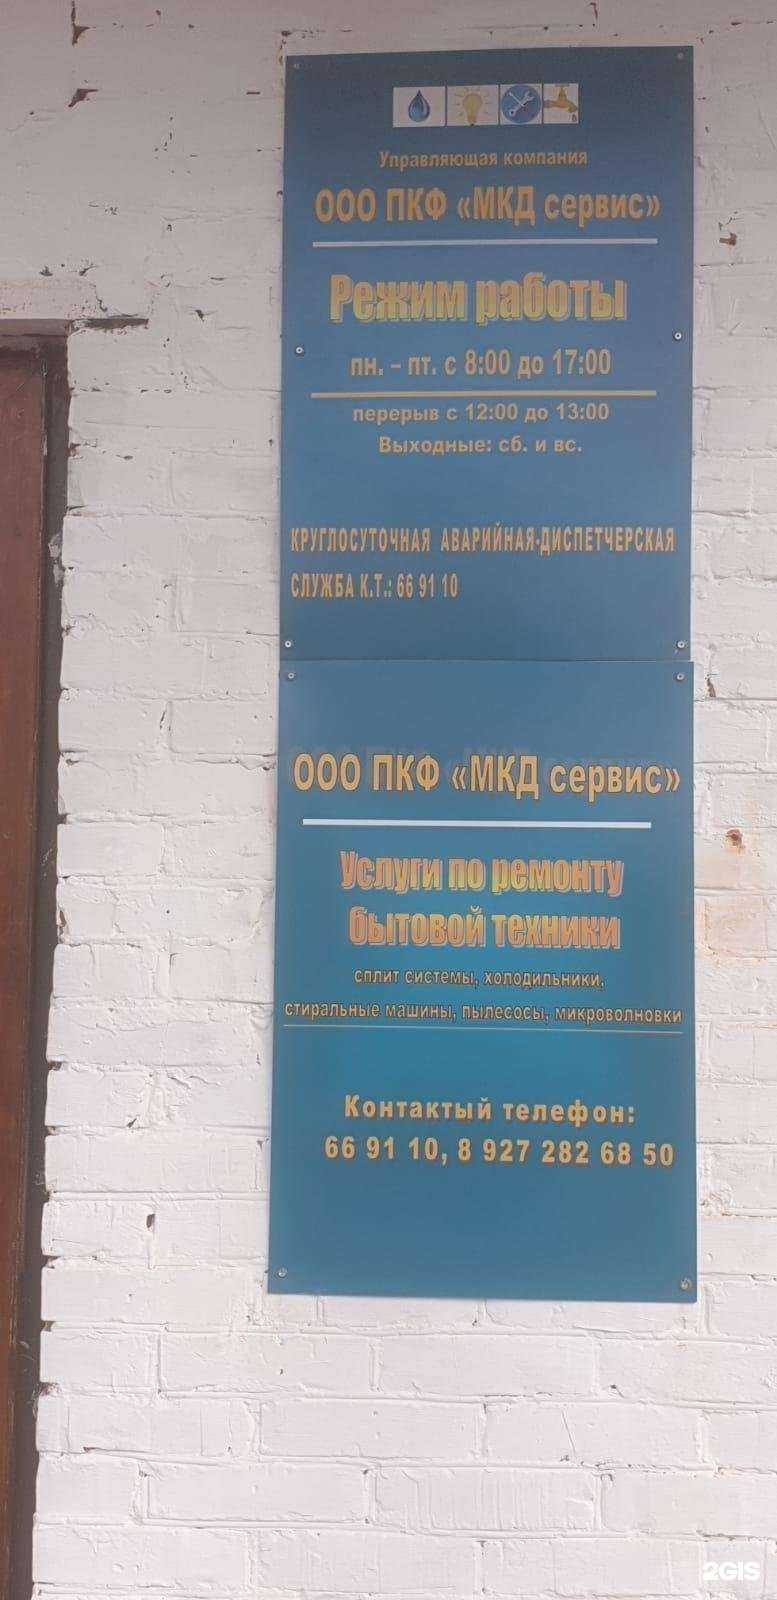 Управляющая компания
ООО ПКФ «МКД сервис»
Режим работы
пн. – пт. с 8:00 до 17:00
перерыв с 12:00 до 13:00
Выходные: сб. и вс.
КРУГЛОСУТОЧНАЯ АВАРИЙНАЯ-ДИСПЕТЧЕРСКАЯ
СЛУЖБА К.Т.: 66 91 10
ООО ПКФ «МКД сервис»
Услуги по ремонту
бытовой техники
сплит системы, холодильники,
стиральные машины, пылесосы, микроволновки
Контактый телефон:
66 91 10, 8 927 282 68 50
2GIS